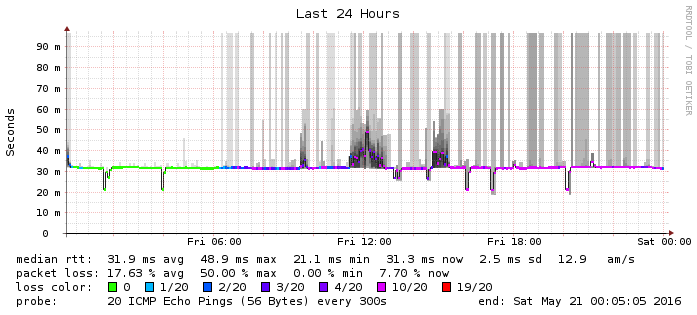 Last 24 Hours
RRDTOOL / TOBI OETIKER
Seconds
90 m
80 m
70 m
60 m
50 m
40 m
30 m
20 m
10 m
0
Fri 06:00 Fri 12:00 Fri 18:00 Sat 00:00
median rtt: 31.9 ms avg 48.9 ms max 21.1 ms min 31.3 ms now 2.5 ms sd 12.9 am/s
packet loss: 17.63 % avg 50.00 % max 0.00 % min 7.70 % now
loss color: 0 1/20 2/20 3/20 4/20 10/20 19/20
probe: 20 ICMP Echo Pings (56 Bytes) every 300s end: Sat May 21 00:05:05 2016